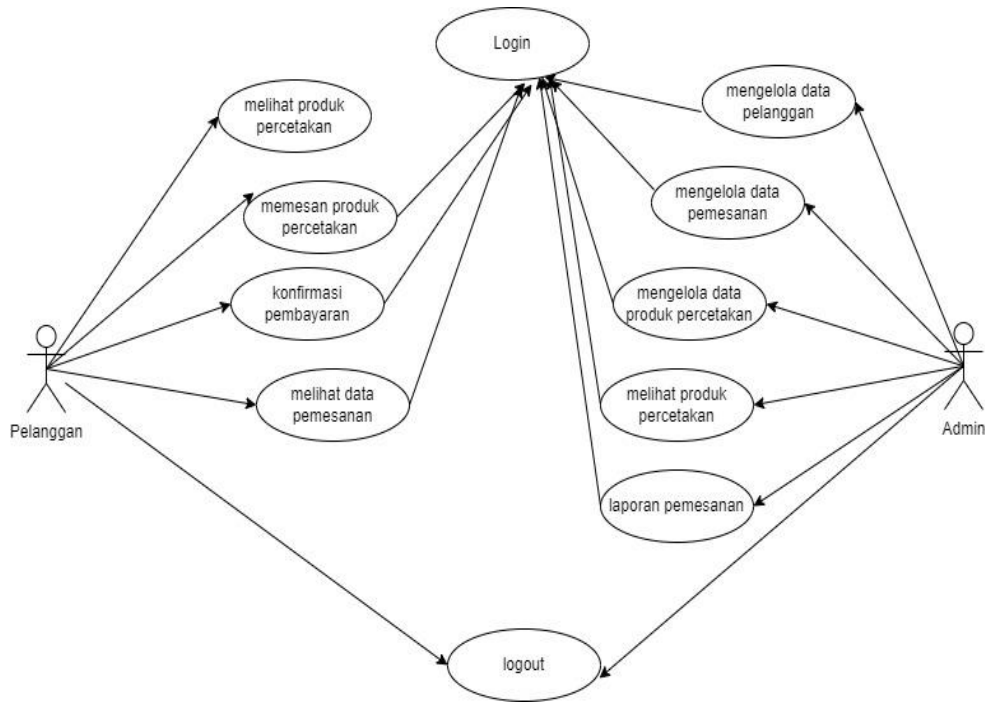 Login
melihat produk
percetakan
memesan produk
percetakan
konfirmasi
pembayaran
melihat data
pemesanan
Pelanggan
mengelola data
pelanggan
mengelola data
pemesanan
mengelola data
produk percetakan
melihat produk
percetakan
laporan pemesanan
Admin
logout